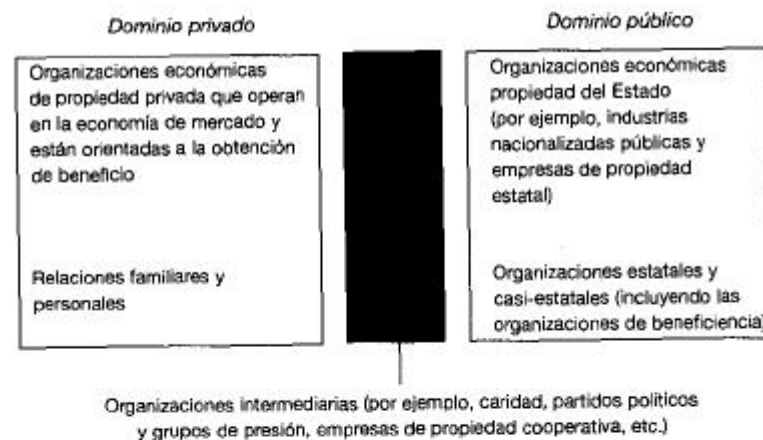 Dominio privado
Organizaciones económicas
de propiedad privada que operan
en la economía de mercado y
están orientadas a la obtención
de beneficio
Relaciones familiares y
personales
Dominio público
Organizaciones económicas
propiedad del Estado
(por ejemplo, industrias
nacionalizadas públicas y
empresas de propiedad
estatal)
Organizaciones estatales y
casi-estatales (incluyendo las
organizaciones de beneficiencia)
Organizaciones intermediarias (por ejemplo, caridad, partidos políticos
y grupos de presión, empresas de propiedad cooperativa, etc.)